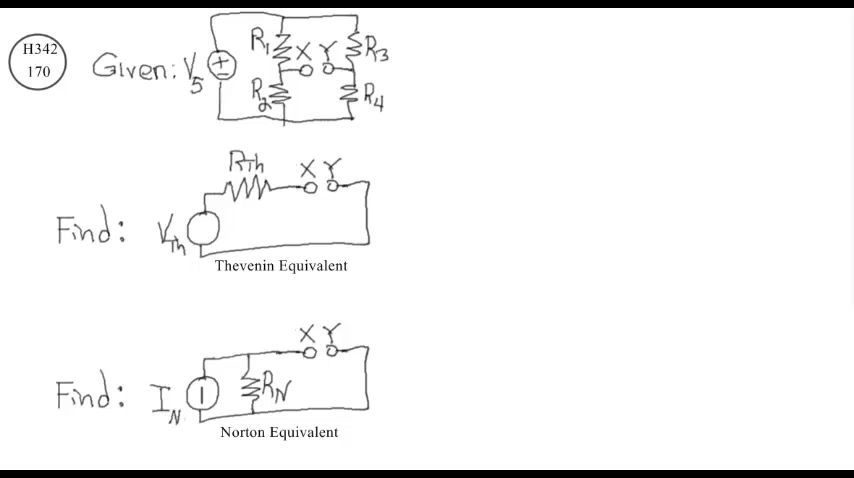 H342
170
Given: V5
R1
X Y
R3
R2
R4
RTh
X Y
Find: VTh
Thevenin Equivalent
X Y
Find: IN
RN
Norton Equivalent